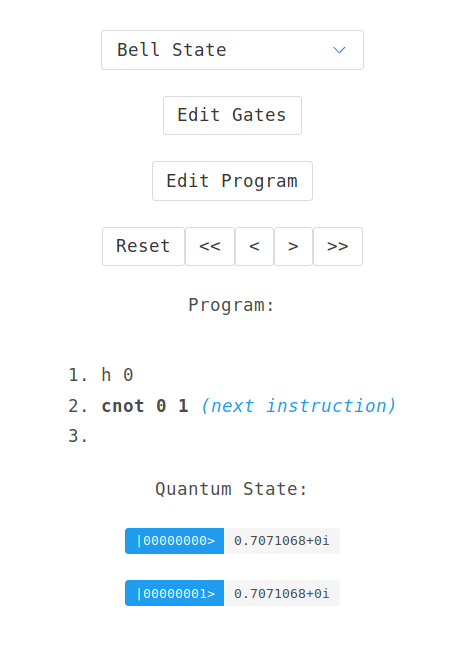 Bell State
Edit Gates
Edit Program
Reset << < > >>
Program:
1. h 0
2. cnot 0 1 (next instruction)
3.
Quantum State:
|00000000> 0.7071068+0i
|00000001> 0.7071068+0i